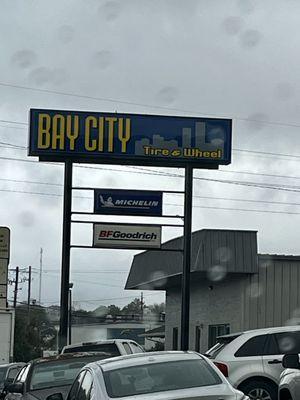 BAY CITY
Tire & Wheel
MICHELIN
BFGoodrich